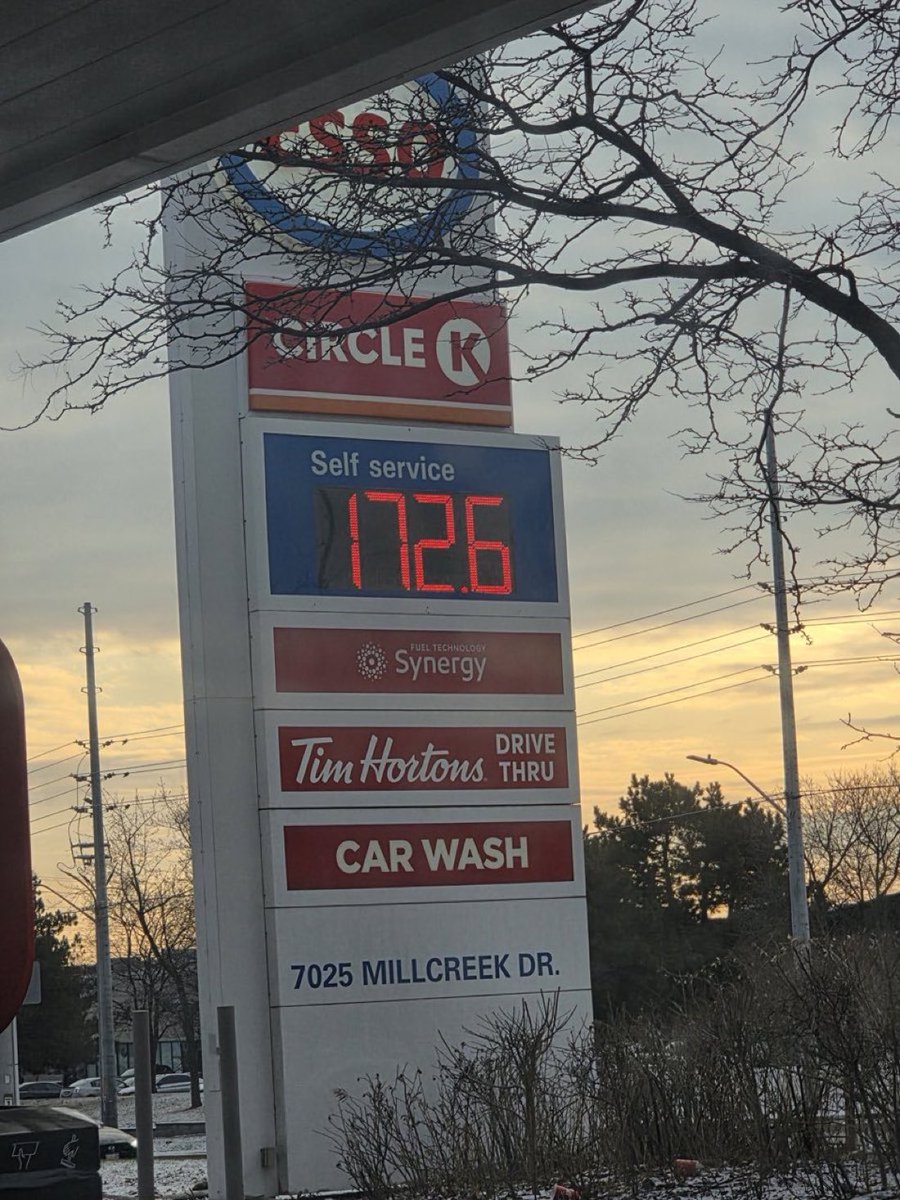 Esso
CIRCLE K
Self service
172.6
FUEL TECHNOLOGY
Synergy
Tim Hortons DRIVE
THRU
CAR WASH
7025 MILLCREEK DR.